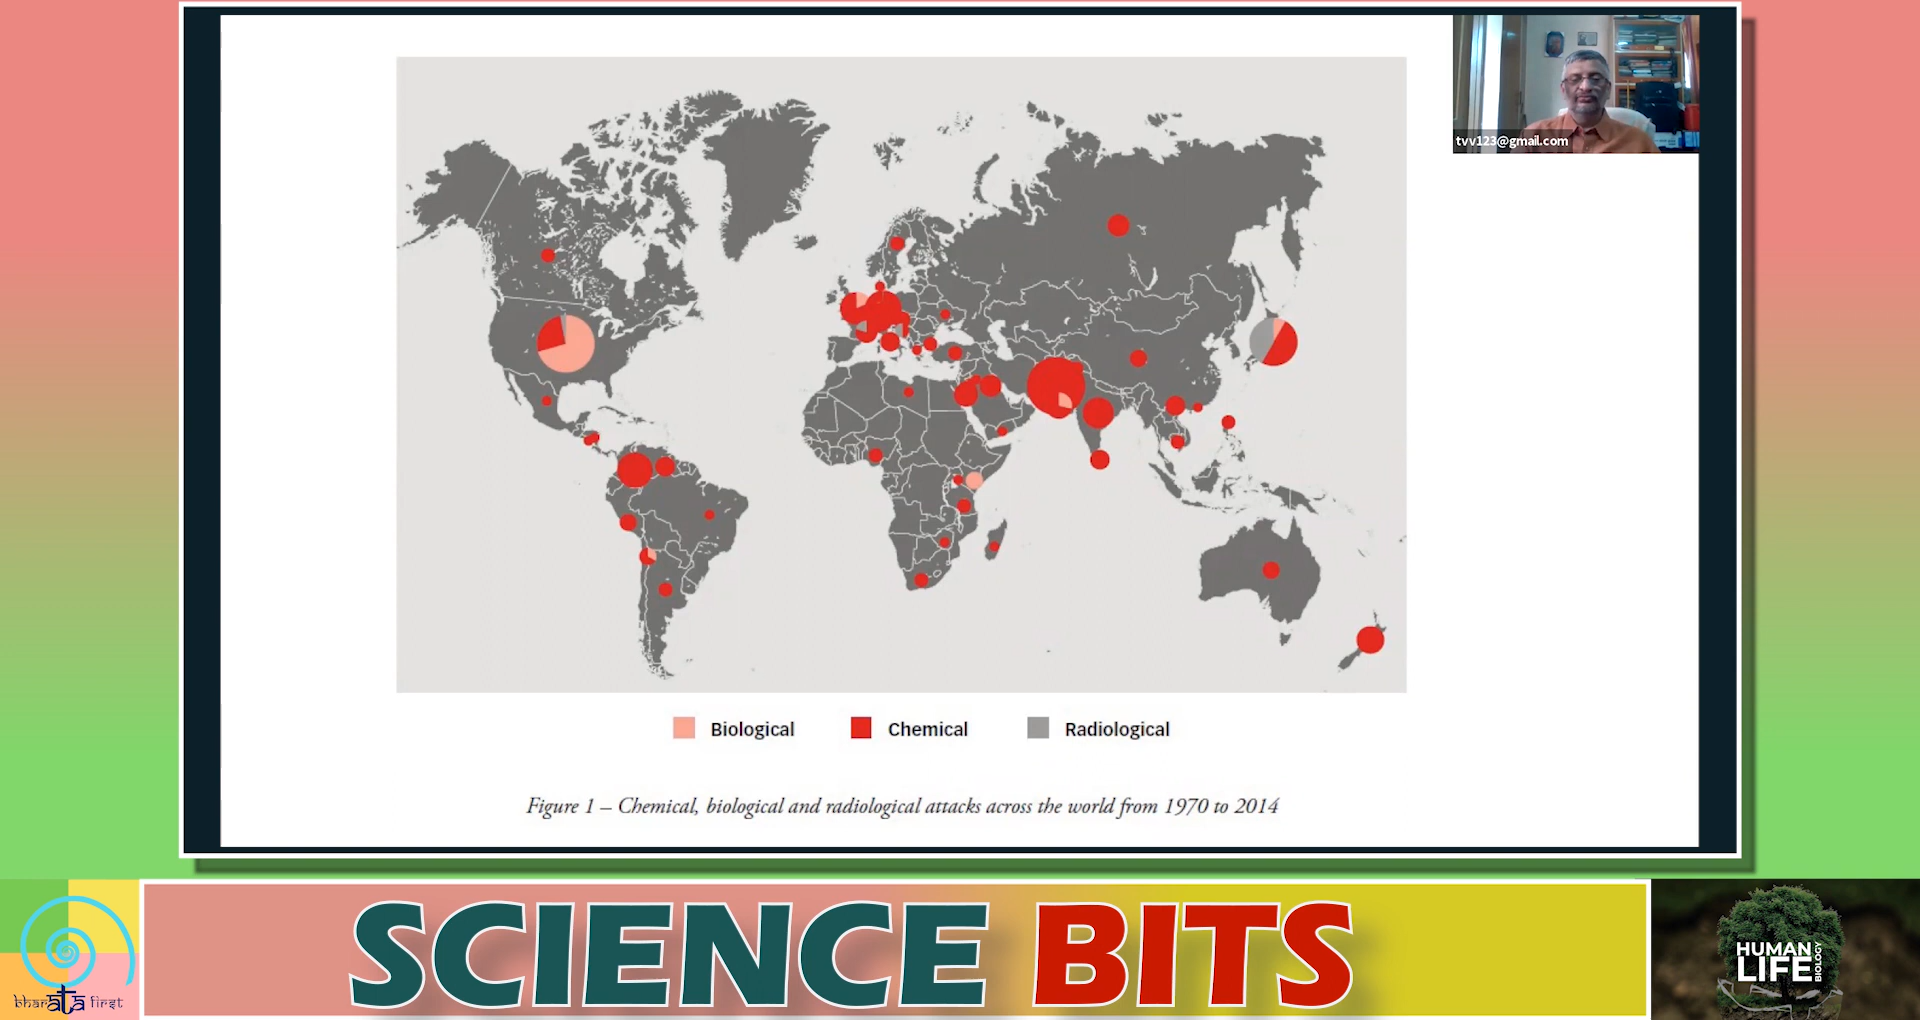 tvv123@gmail.com
Biological Chemical Radiological
Figure 1 – Chemical, biological and radiological attacks across the world from 1970 to 2014
bharata first
SCIENCE BITS
HUMAN
LIFE
BIOLOGY